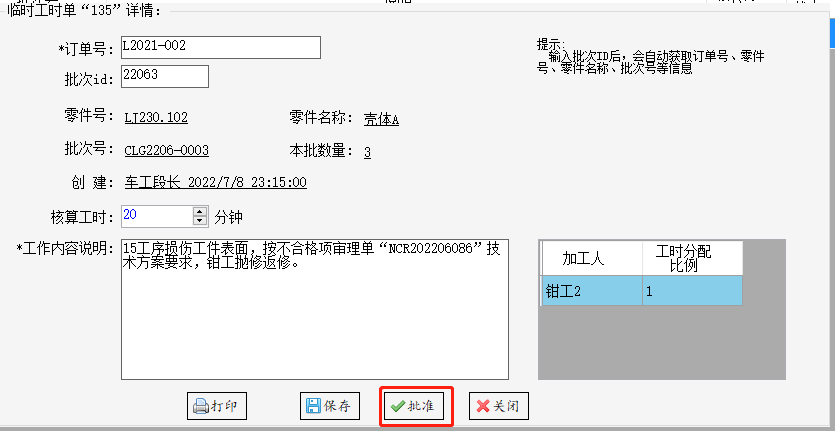 临时工时单“135”详情:
*订单号: L2021-002
提示:
输入批次ID后，会自动获取订单号、零件
号、零件名称、批次号等信息
批次id: 22063
零件号: LJ230.102 零件名称: 壳体A
批次号: CLG2206-0003 本批数量: 3
创 建: 车工段长 2022/7/8 23:15:00
核算工时: 20 分钟
*工作内容说明: 15工序损伤工件表面，按不合格项审理单“NCR202206086”技
术方案要求，钳工抛修返修。
加工人 工时分配
比例
钳工2 1
打印 保存 批准 关闭